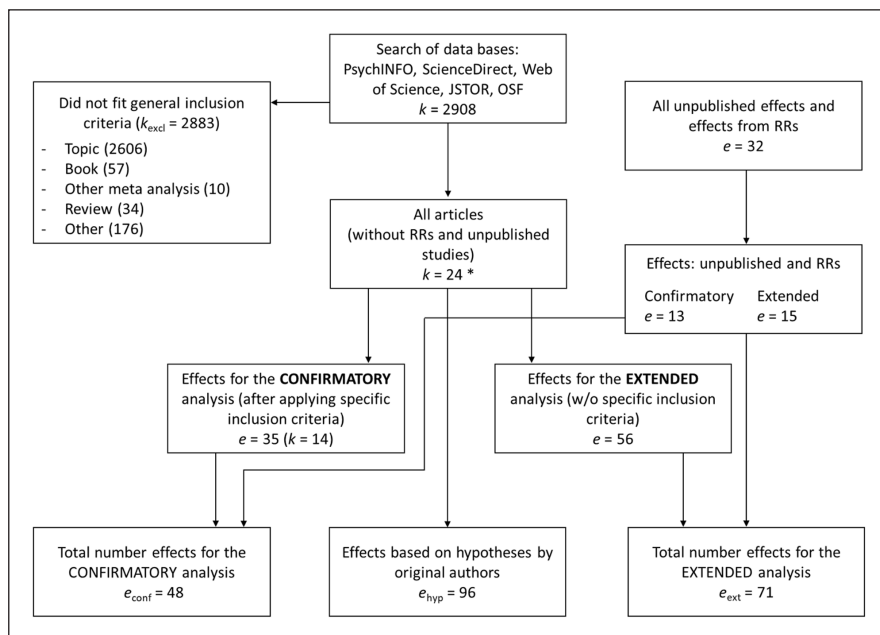 Search of data bases:
PsychINFO, ScienceDirect, Web
of Science, JSTOR, OSF
k = 2908
Did not fit general inclusion
criteria (kexcl = 2883)
- Topic (2606)
- Book (57)
- Other meta analysis (10)
- Review (34)
- Other (176)
All unpublished effects and
effects from RRs
e = 32
All articles
(without RRs and unpublished
studies)
k = 24 *
Effects: unpublished and RRs
Confirmatory Extended
e = 13 e = 15
Effects for the CONFIRMATORY
analysis (after applying specific
inclusion criteria)
e = 35 (k = 14)
Effects for the EXTENDED
analysis (w/o specific inclusion
criteria)
e = 56
Total number effects for the
CONFIRMATORY analysis
econf = 48
Effects based on hypotheses by
original authors
ehyp = 96
Total number effects for the
EXTENDED analysis
eext = 71